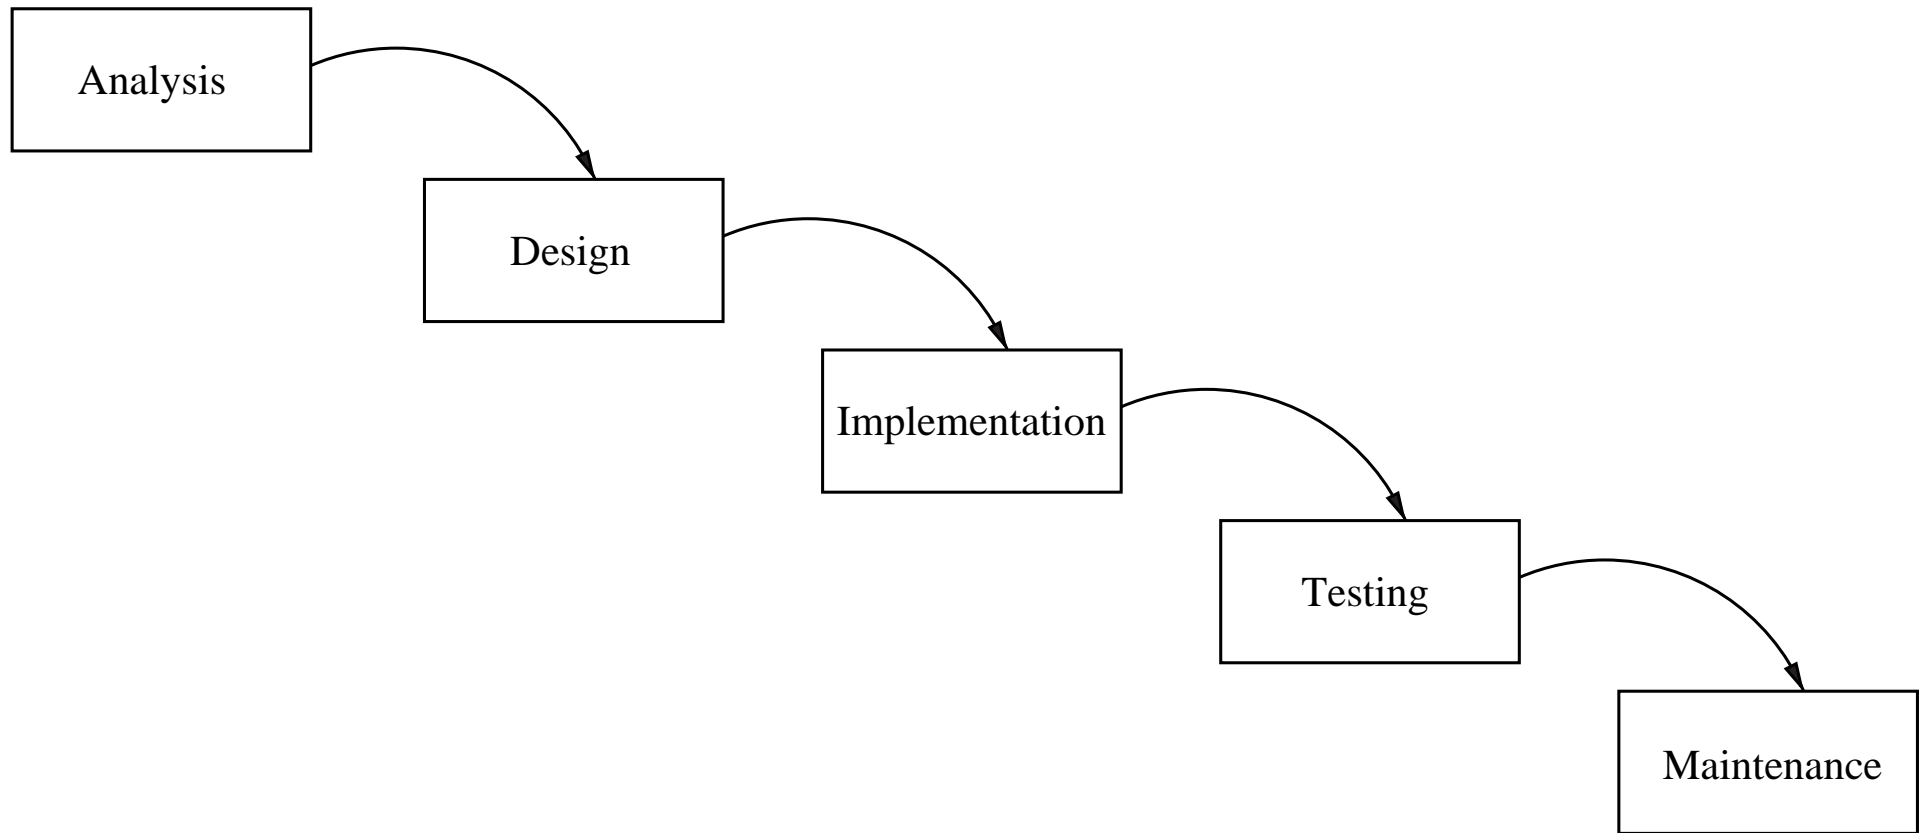 Analysis
Design
Implementation
Testing
Maintenance